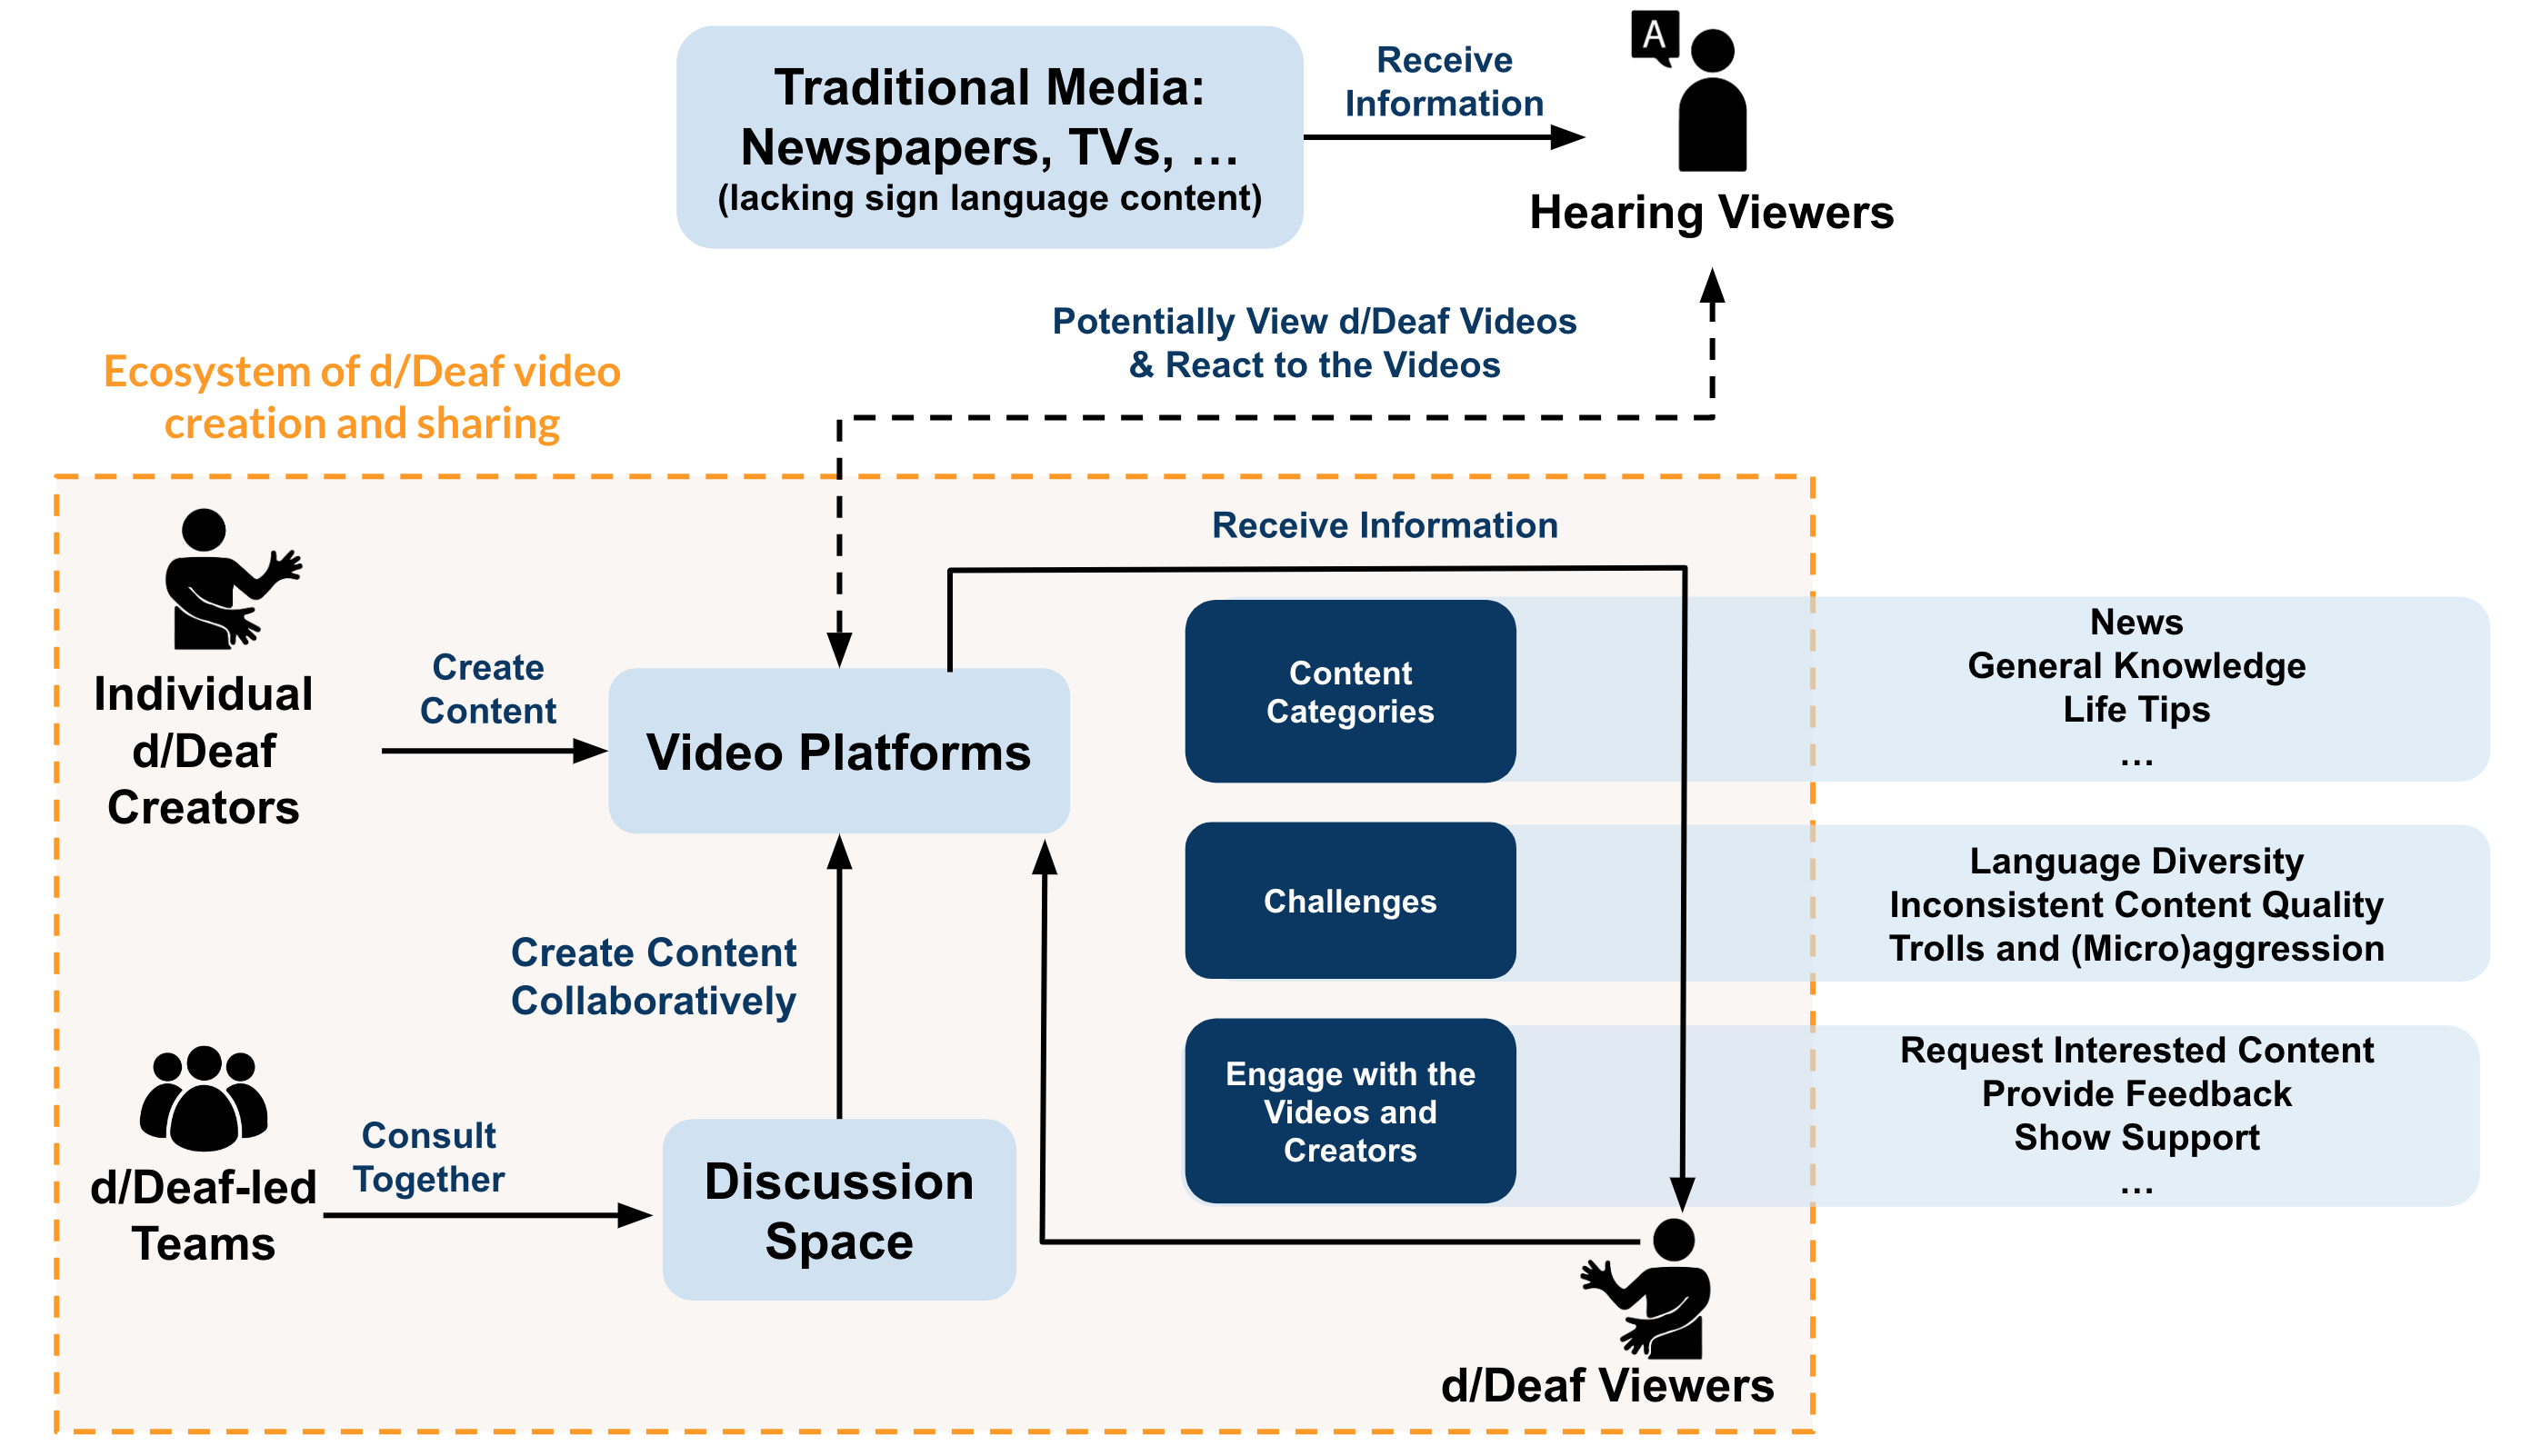 Traditional Media:
Newspapers, TVs, …
(lacking sign language content)
Receive
Information
A
Hearing Viewers
Potentially View d/Deaf Videos
& React to the Videos
Ecosystem of d/Deaf video
creation and sharing
Individual
d/Deaf
Creators
Create
Content
Video Platforms
Receive Information
Content
Categories
News
General Knowledge
Life Tips
…
Challenges
Language Diversity
Inconsistent Content Quality
Trolls and (Micro)aggression
Create Content
Collaboratively
Engage with the
Videos and
Creators
Request Interested Content
Provide Feedback
Show Support
…
d/Deaf-led
Teams
Consult
Together
Discussion
Space
d/Deaf Viewers